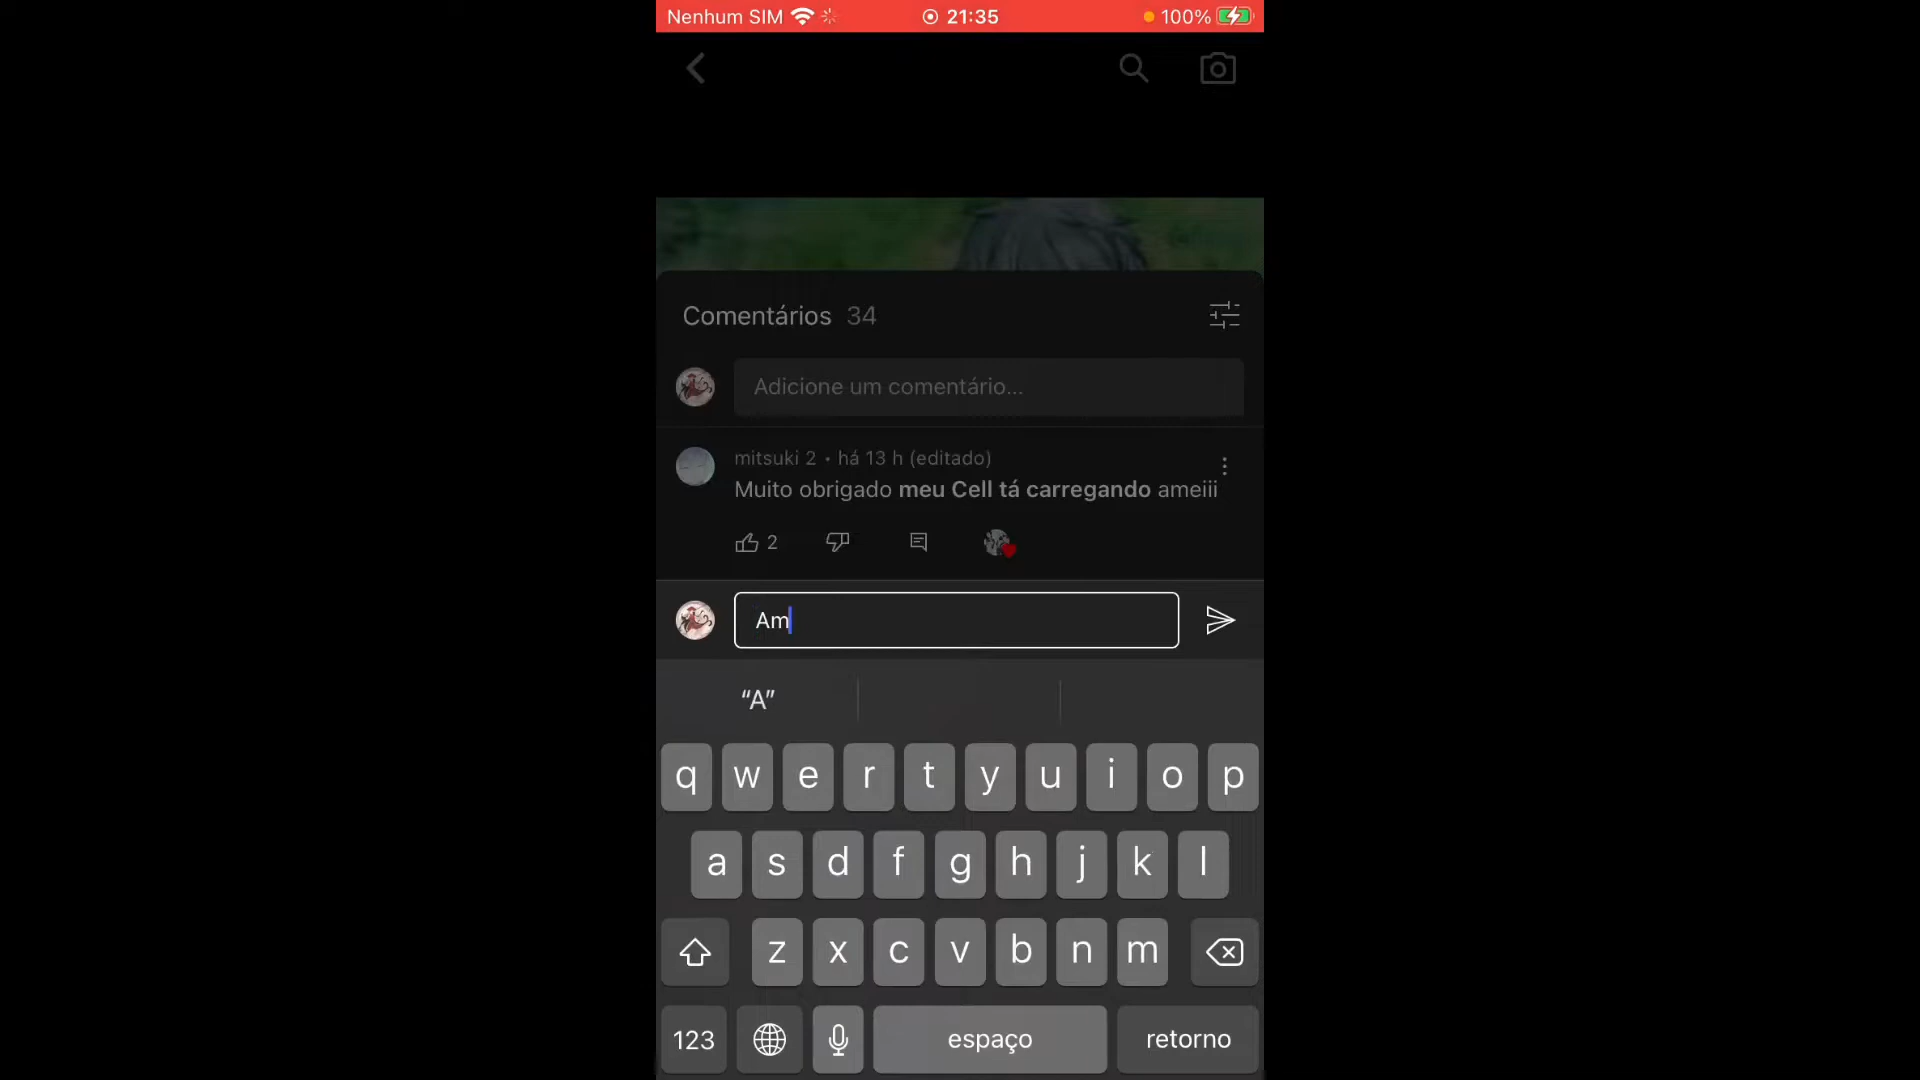 Nenhum SIM 21:35 100%
Comentários 34
Adicione um comentário...
mitsuki 2 • há 13 h (editado)
Muito obrigado meu Cell tá carregando ameiii
2
Am
“A”
q w e r t y u i o p
a s d f g h j k l
z x c v b n m
123 espaço retorno